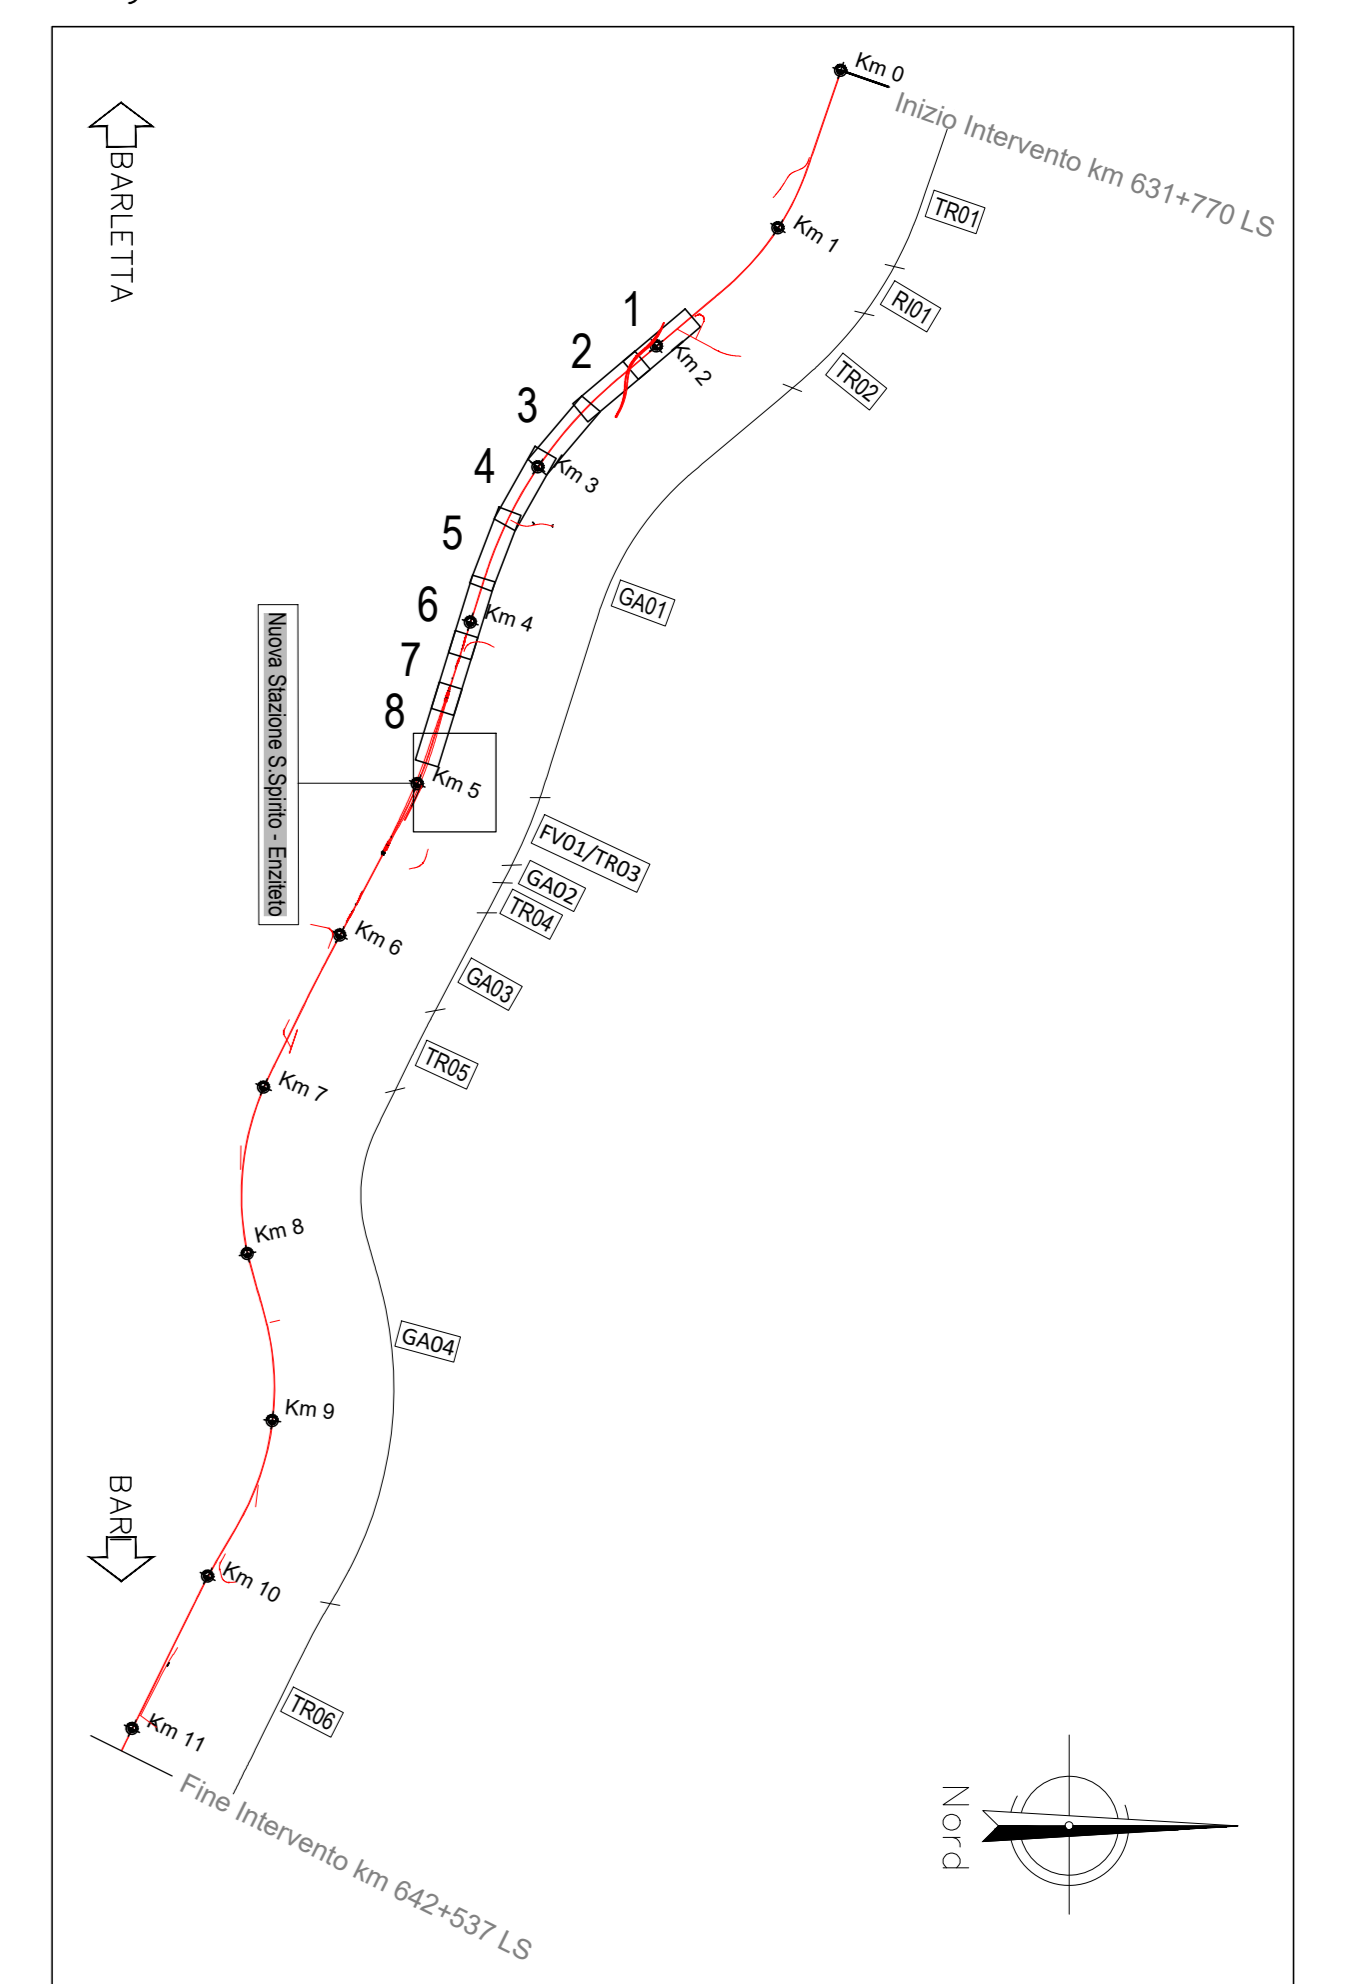 Km 0
Inizio Intervento km 631+770 LS
BARLETTA
TR01
Km 1
RI01
1
Km 2
2
TR02
3
Km 3
4
5
GA01
6
Km 4
Nuova Stazione S.Spirito - Enziteto
7
8
Km 5
FV01/TR03
GA02
TR04
Km 6
GA03
TR05
Km 7
Km 8
GA04
Km 9
BARI
Km 10
TR06
Km 11
Fine Intervento km 642+537 LS
Nord